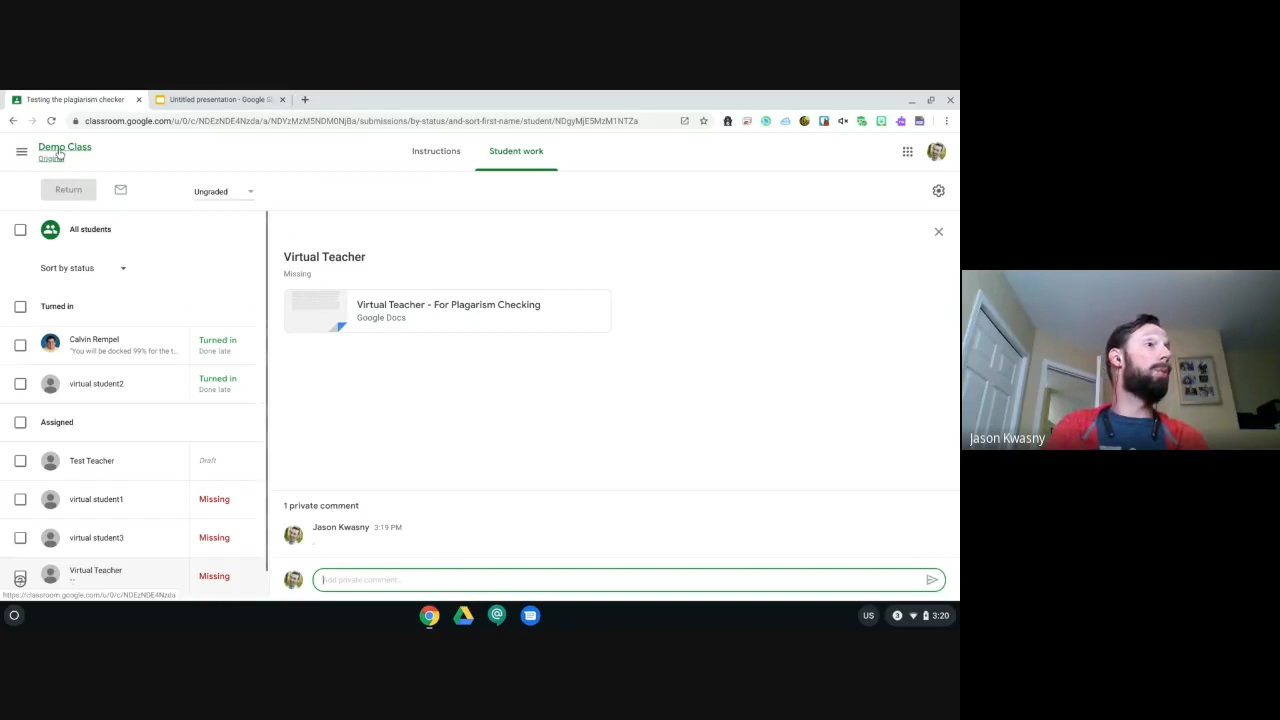 Testing the plagiarism checker
Untitled presentation - Google Sl
classroom.google.com/u/0/c/NDEzNDE4Nzda/a/NDYzMzM5NDM0NjBa/submissions/by-status/and-sort-first-name/student/NDgyMjE5MzM1NTZa
Demo Class
Original
Instructions
Student work
Return
Ungraded
All students
Sort by status
Turned in
Calvin Rempel
"You will be docked 99% for the t...
Turned in
Done late
virtual student2
Turned in
Done late
Assigned
Test Teacher
Draft
virtual student1
Missing
virtual student3
Missing
Virtual Teacher
"."
Missing
https://classroom.google.com/u/0/c/NDEzNDE4Nzda
Virtual Teacher
Missing
Virtual Teacher - For Plagarism Checking
Google Docs
1 private comment
Jason Kwasny 3:19 PM
.
Add private comment...
US
3
3:20
Jason Kwasny